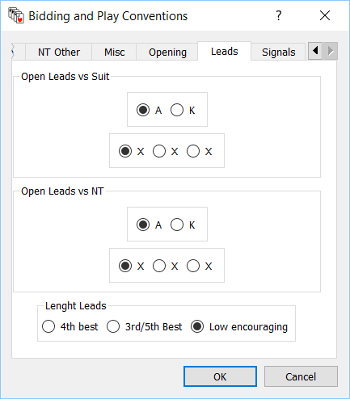 Bidding and Play Conventions ?
NT Other Misc Opening Leads Signals
Open Leads vs Suit
A K
X X X
Open Leads vs NT
A K
X X X
Lenght Leads
4th best 3rd/5th Best Low encouraging
OK Cancel